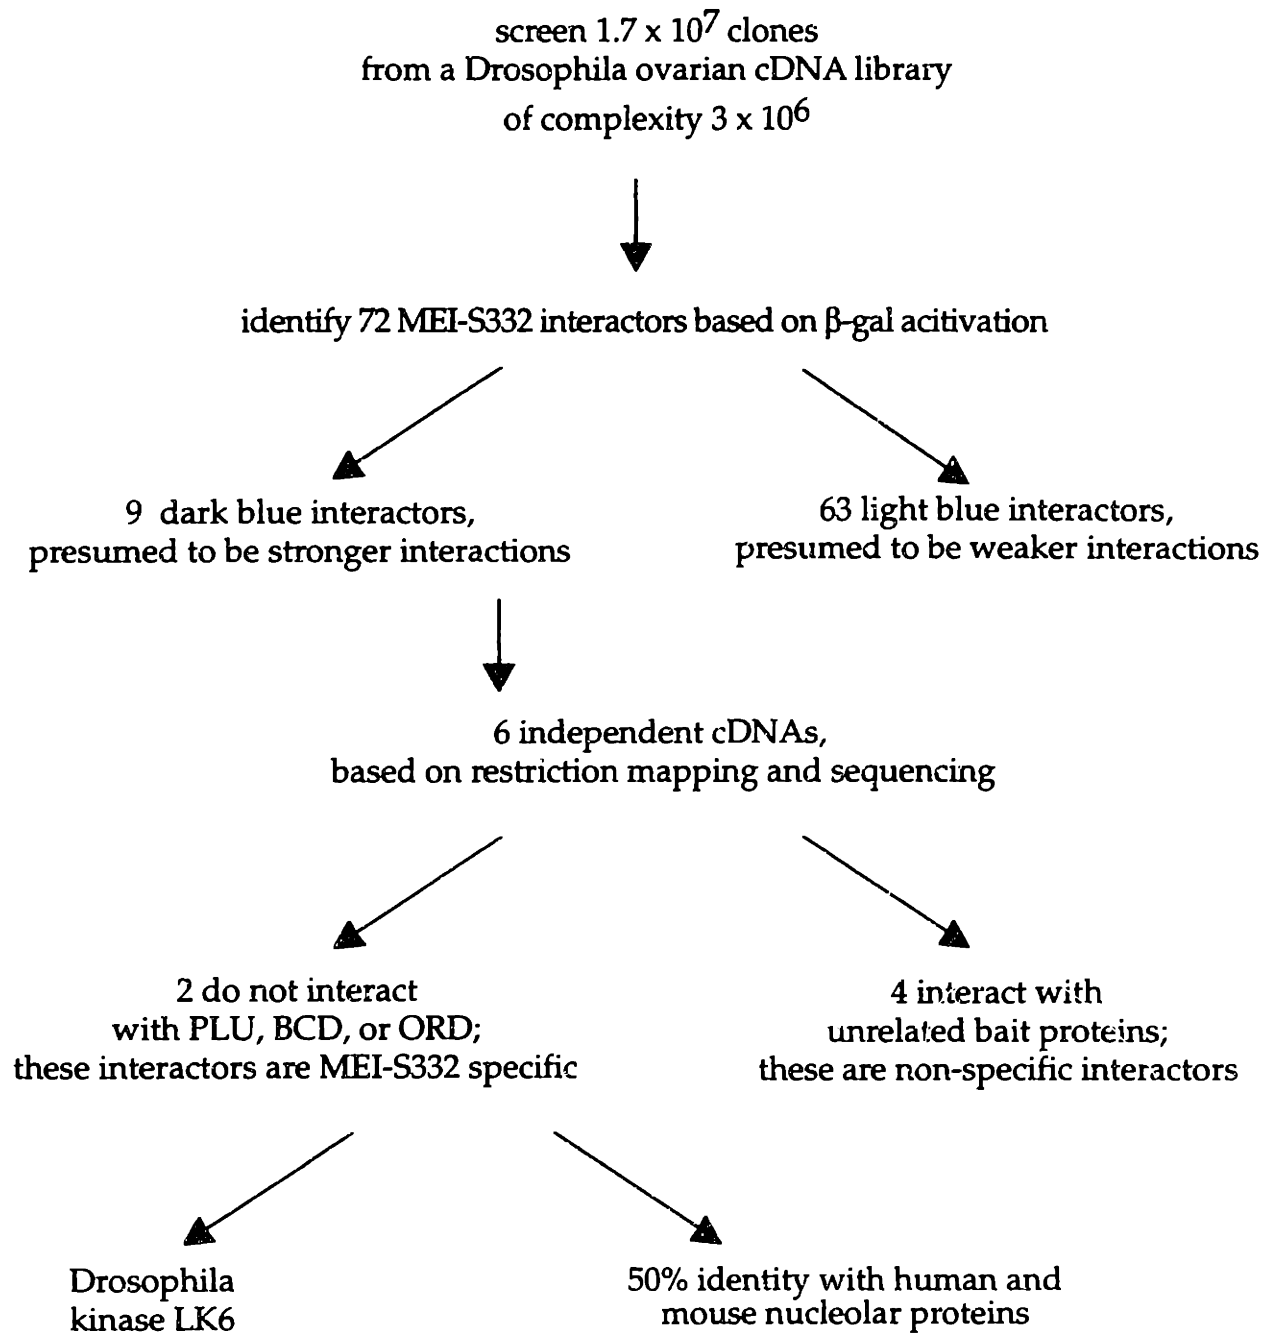 screen 1.7 x 10⁷ clones
from a Drosophila ovarian cDNA library
of complexity 3 x 10⁶
identify 72 MEI-S332 interactors based on β-gal acitivation
9 dark blue interactors,
presumed to be stronger interactions
63 light blue interactors,
presumed to be weaker interactions
6 independent cDNAs,
based on restriction mapping and sequencing
2 do not interact
with PLU, BCD, or ORD;
these interactors are MEI-S332 specific
4 interact with
unrelated bait proteins;
these are non-specific interactors
Drosophila
kinase LK6
50% identity with human and
mouse nucleolar proteins